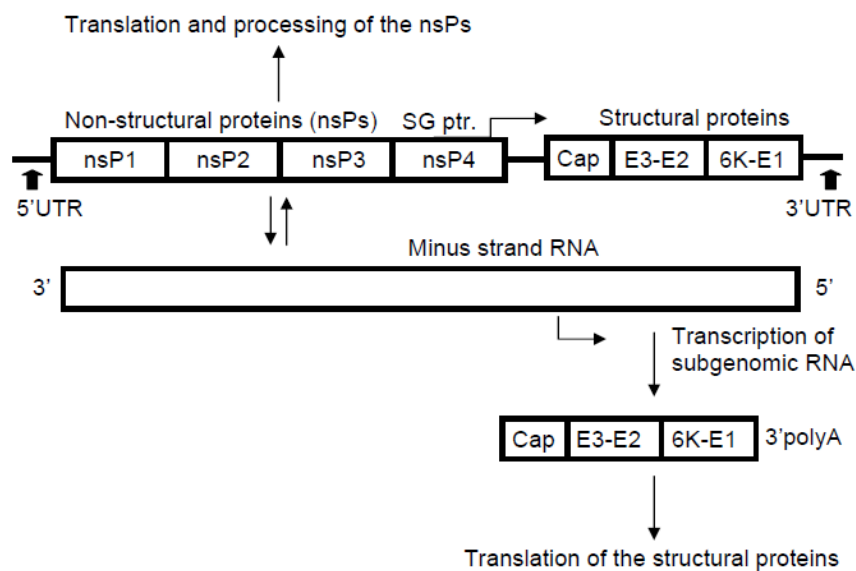 Translation and processing of the nsPs
Non-structural proteins (nsPs) SG ptr. Structural proteins
nsP1 nsP2 nsP3 nsP4 Cap E3-E2 6K-E1
5'UTR 3'UTR
Minus strand RNA
3' 5'
Transcription of
subgenomic RNA
Cap E3-E2 6K-E1 3'polyA
Translation of the structural proteins